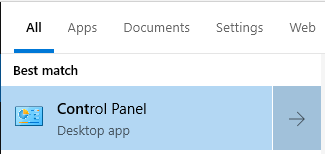 All Apps Documents Settings Web
Best match
Control Panel
Desktop app